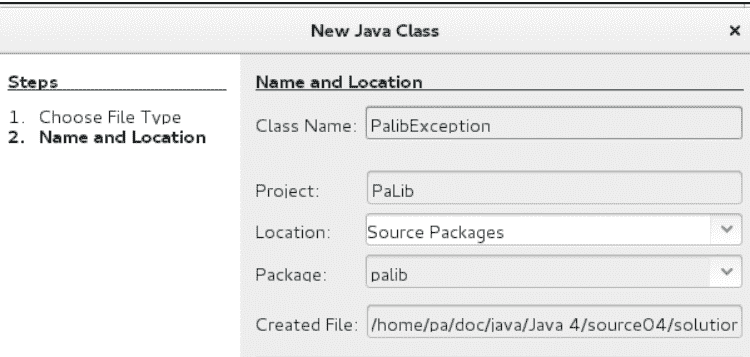 New Java Class
Steps
1. Choose File Type
2. Name and Location
Name and Location
Class Name: PalibException
Project: PaLib
Location: Source Packages
Package: palib
Created File: /home/pa/doc/java/Java 4/source04/solution